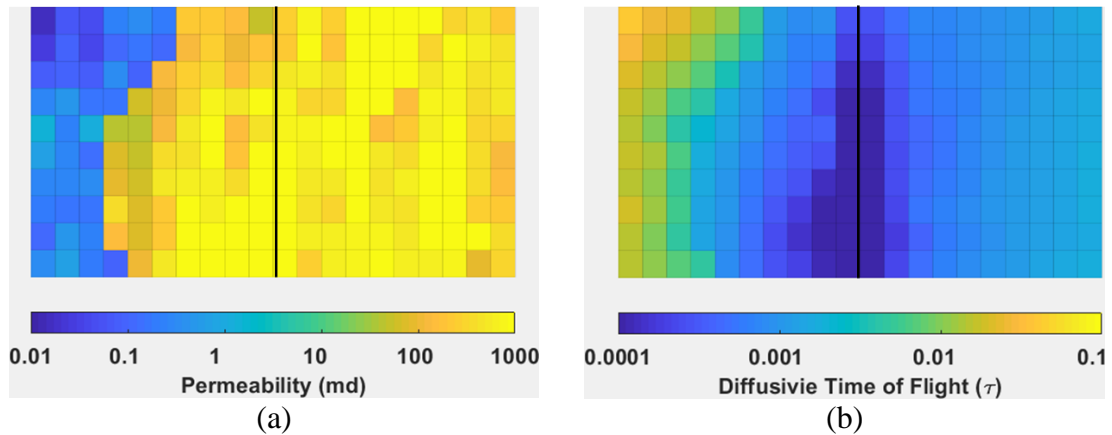 0.01 0.1 1 10 100 1000
Permeability (md)
(a)
0.0001 0.001 0.01 0.1
Diffusivie Time of Flight (τ)
(b)